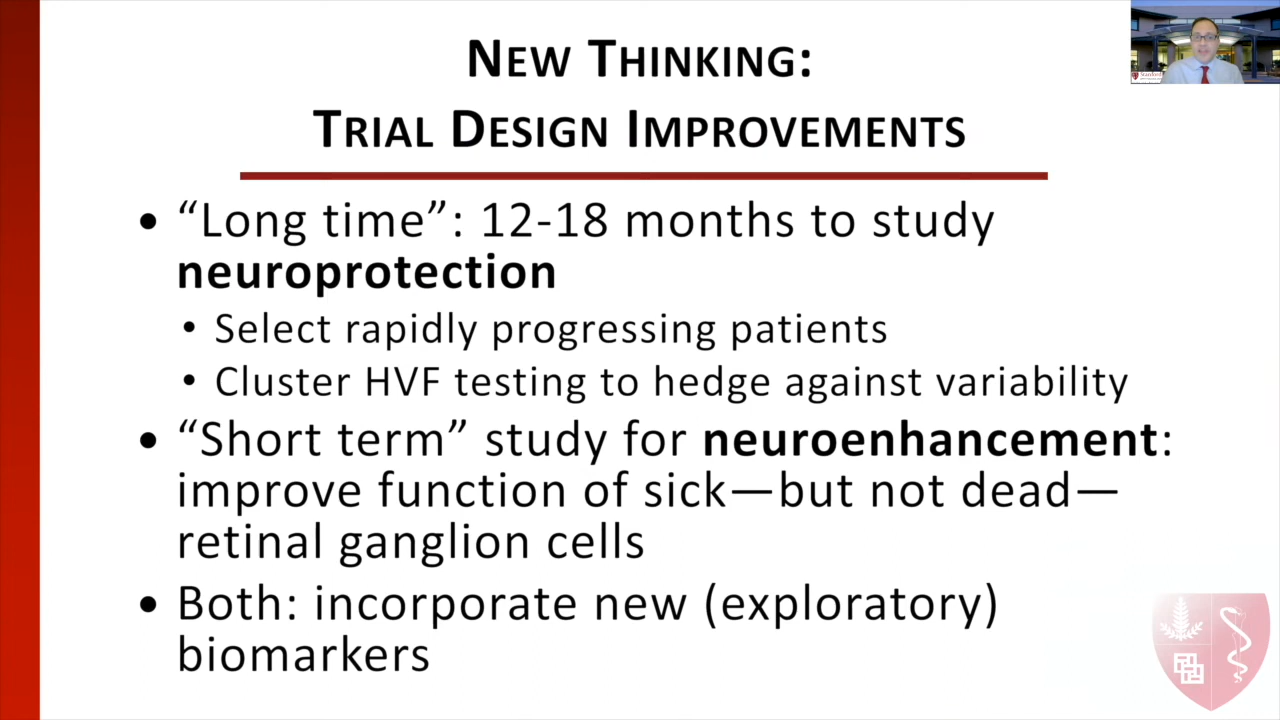 NEW THINKING:
TRIAL DESIGN IMPROVEMENTS
• “Long time”: 12-18 months to study
neuroprotection
• Select rapidly progressing patients
• Cluster HVF testing to hedge against variability
• “Short term” study for neuroenhancement:
improve function of sick—but not dead—
retinal ganglion cells
• Both: incorporate new (exploratory)
biomarkers
Stanford